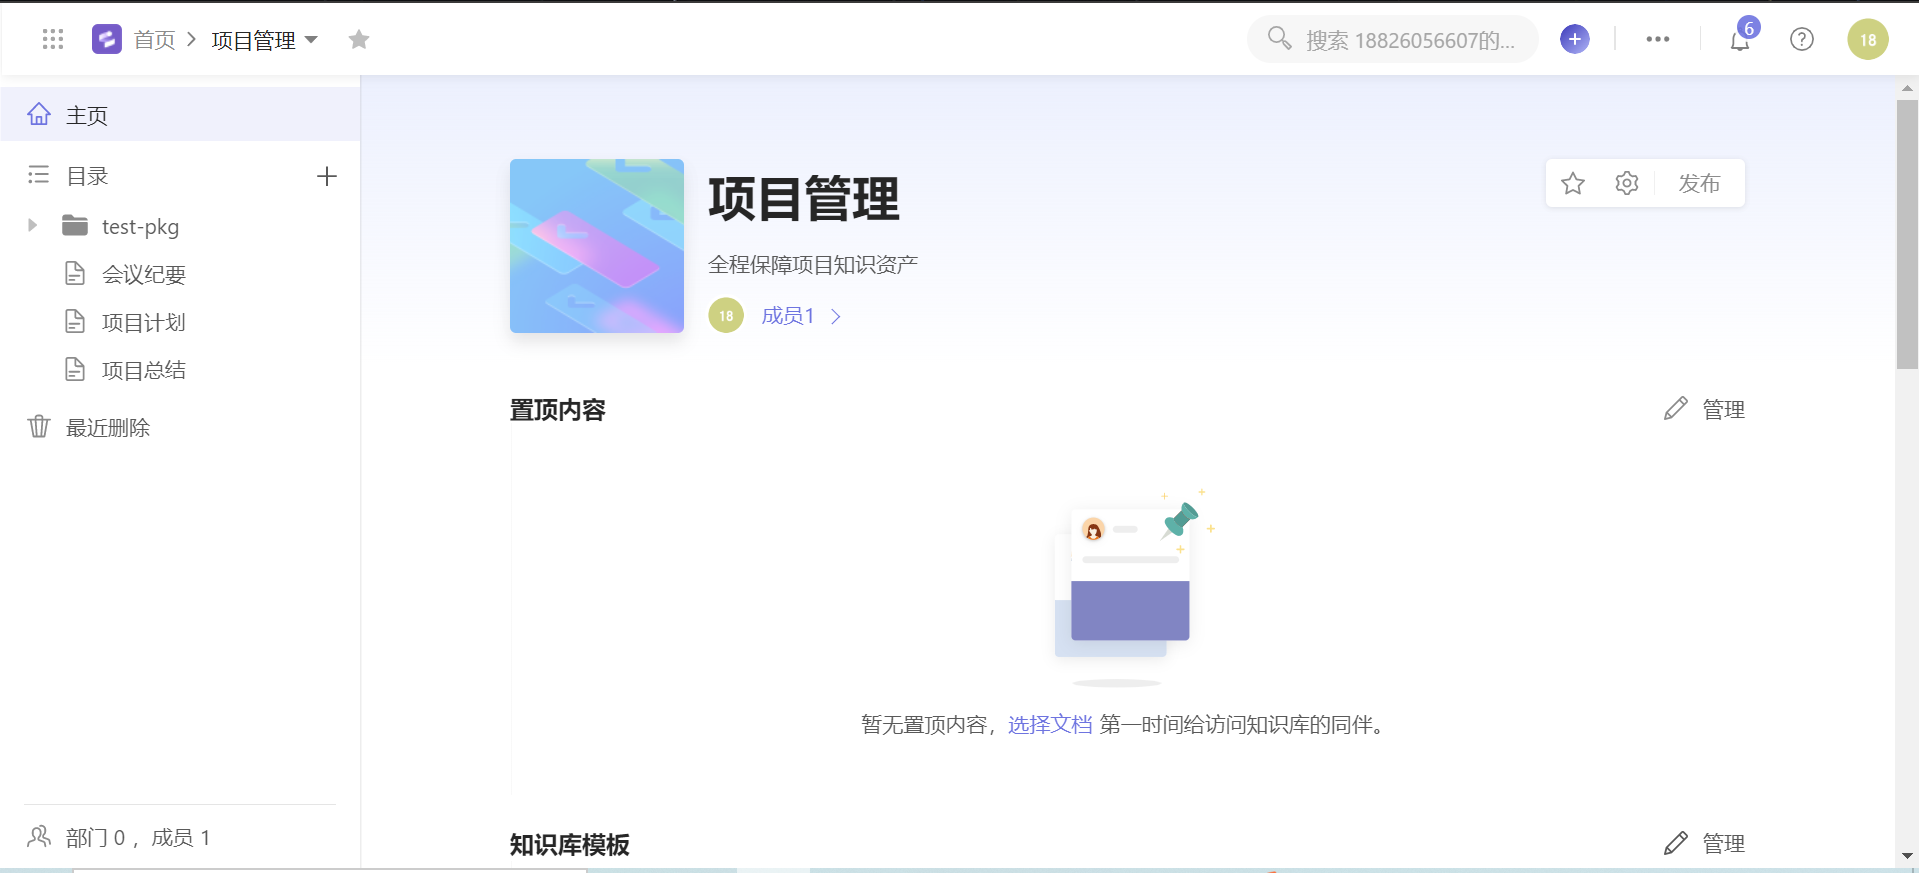 首页 项目管理
搜索 18826056607的...
6
18
主页
目录
test-pkg
会议纪要
项目计划
项目总结
最近删除
部门 0 ，成员 1
项目管理
全程保障项目知识资产
18 成员1
发布
置顶内容
管理
暂无置顶内容，选择文档 第一时间给访问知识库的同伴。
知识库模板
管理